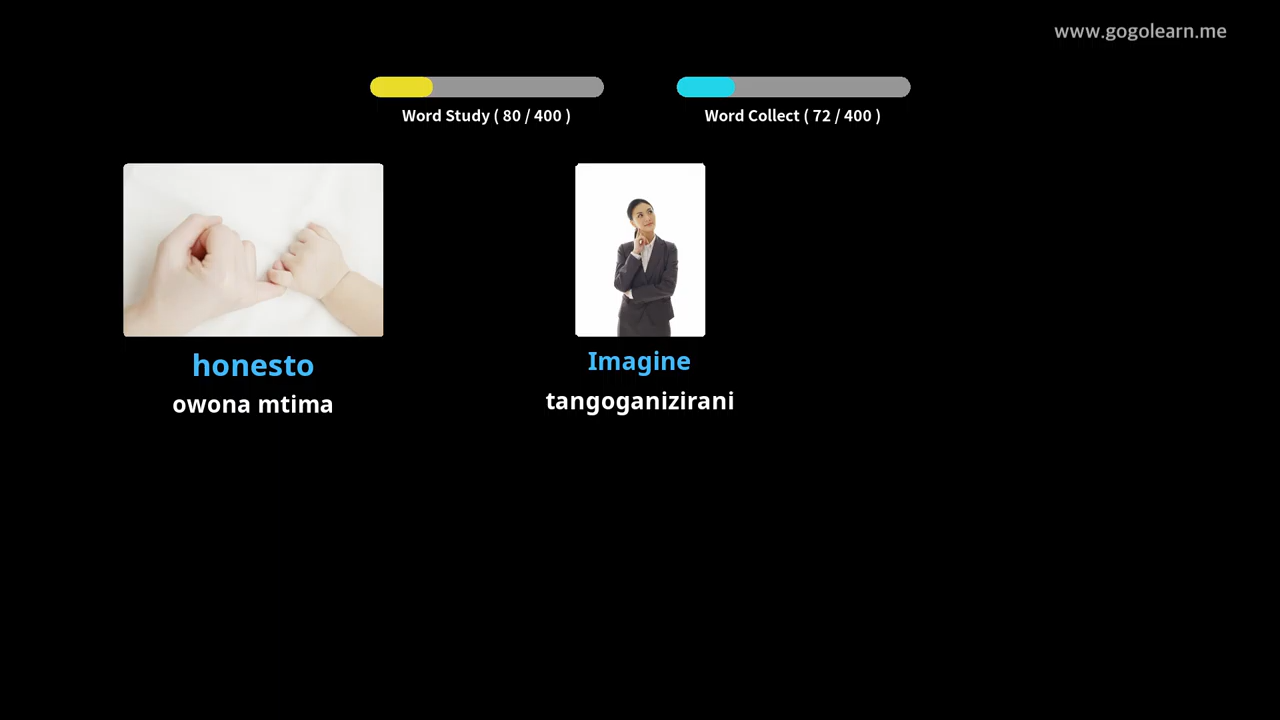 www.gogolearn.me
Word Study ( 80 / 400 )
Word Collect ( 72 / 400 )
honesto
owona mtima
Imagine
tangoganizirani